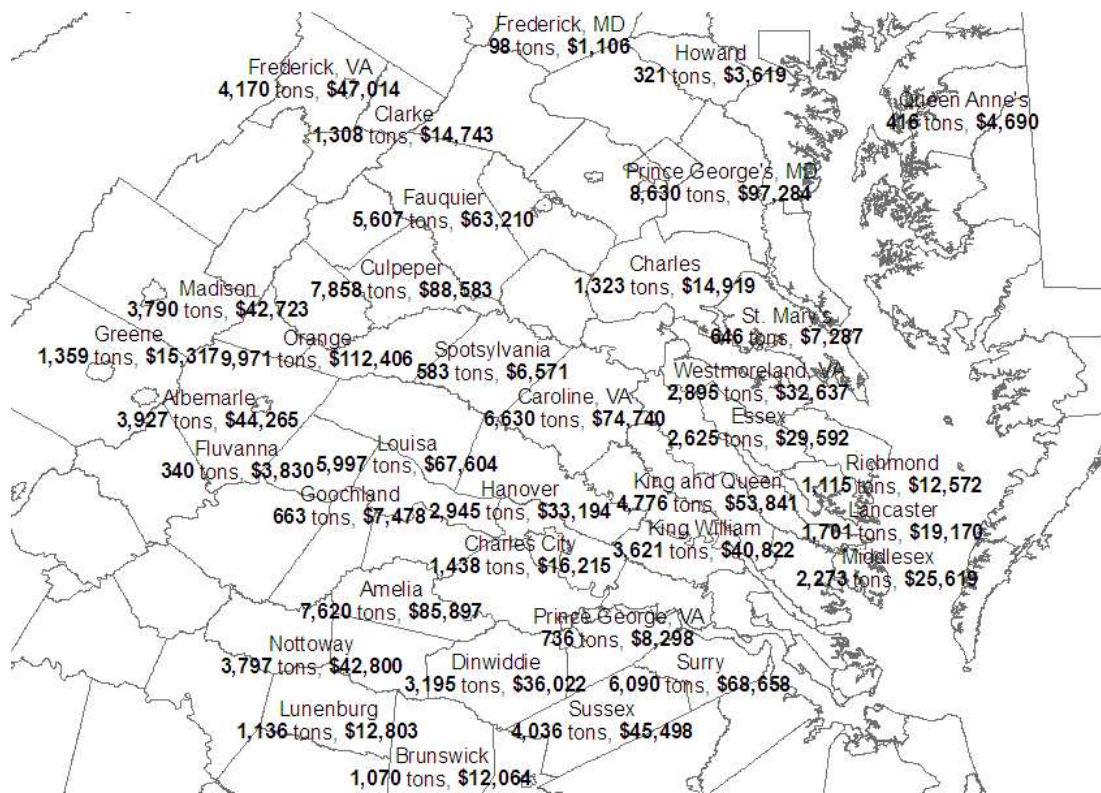 Frederick, MD
98 tons, $1,106
Howard
321 tons, $3,619
Frederick, VA
4,170 tons, $47,014
Queen Anne's
416 tons, $4,690
Clarke
1,308 tons, $14,743
Prince George's, MD
8,630 tons, $97,284
Fauquier
5,607 tons, $63,210
Charles
1,323 tons, $14,919
Culpeper
7,858 tons, $88,583
Madison
3,790 tons, $42,723
St. Mary's
646 tons, $7,287
Greene
1,359 tons, $15,317
Orange
9,971 tons, $112,406
Spotsylvania
583 tons, $6,571
Westmoreland, VA
2,895 tons, $32,637
Albemarle
3,927 tons, $44,265
Caroline, VA
6,630 tons, $74,740
Essex
2,625 tons, $29,592
Fluvanna
340 tons, $3,830
Louisa
5,997 tons, $67,604
Richmond
1,115 tons, $12,572
Goochland
663 tons, $7,478
Hanover
2,945 tons, $33,194
King and Queen
4,776 tons, $53,841
Lancaster
1,701 tons, $19,170
King William
3,621 tons, $40,822
Charles City
1,438 tons, $16,215
Middlesex
2,273 tons, $25,619
Amelia
7,620 tons, $85,897
Prince George, VA
736 tons, $8,298
Nottoway
3,797 tons, $42,800
Dinwiddie
3,195 tons, $36,022
Surry
6,090 tons, $68,658
Lunenburg
1,136 tons, $12,803
Sussex
4,036 tons, $45,498
Brunswick
1,070 tons, $12,064